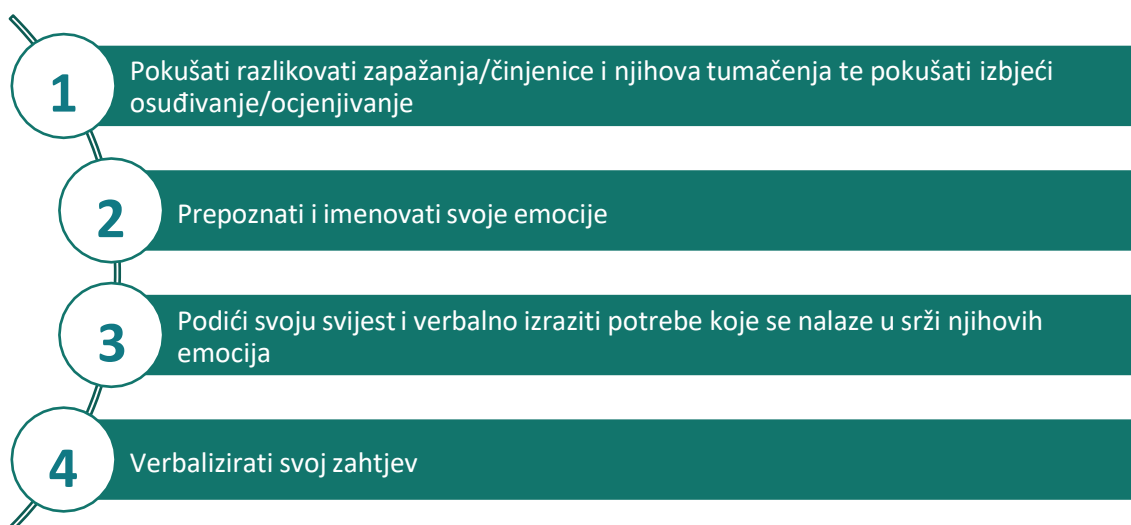 1
Pokušati razlikovati zapažanja/činjenice i njihova tumačenja te pokušati izbjeći
osuđivanje/ocjenjivanje
2
Prepoznati i imenovati svoje emocije
3
Podići svoju svijest i verbalno izraziti potrebe koje se nalaze u srži njihovih
emocija
4
Verbalizirati svoj zahtjev